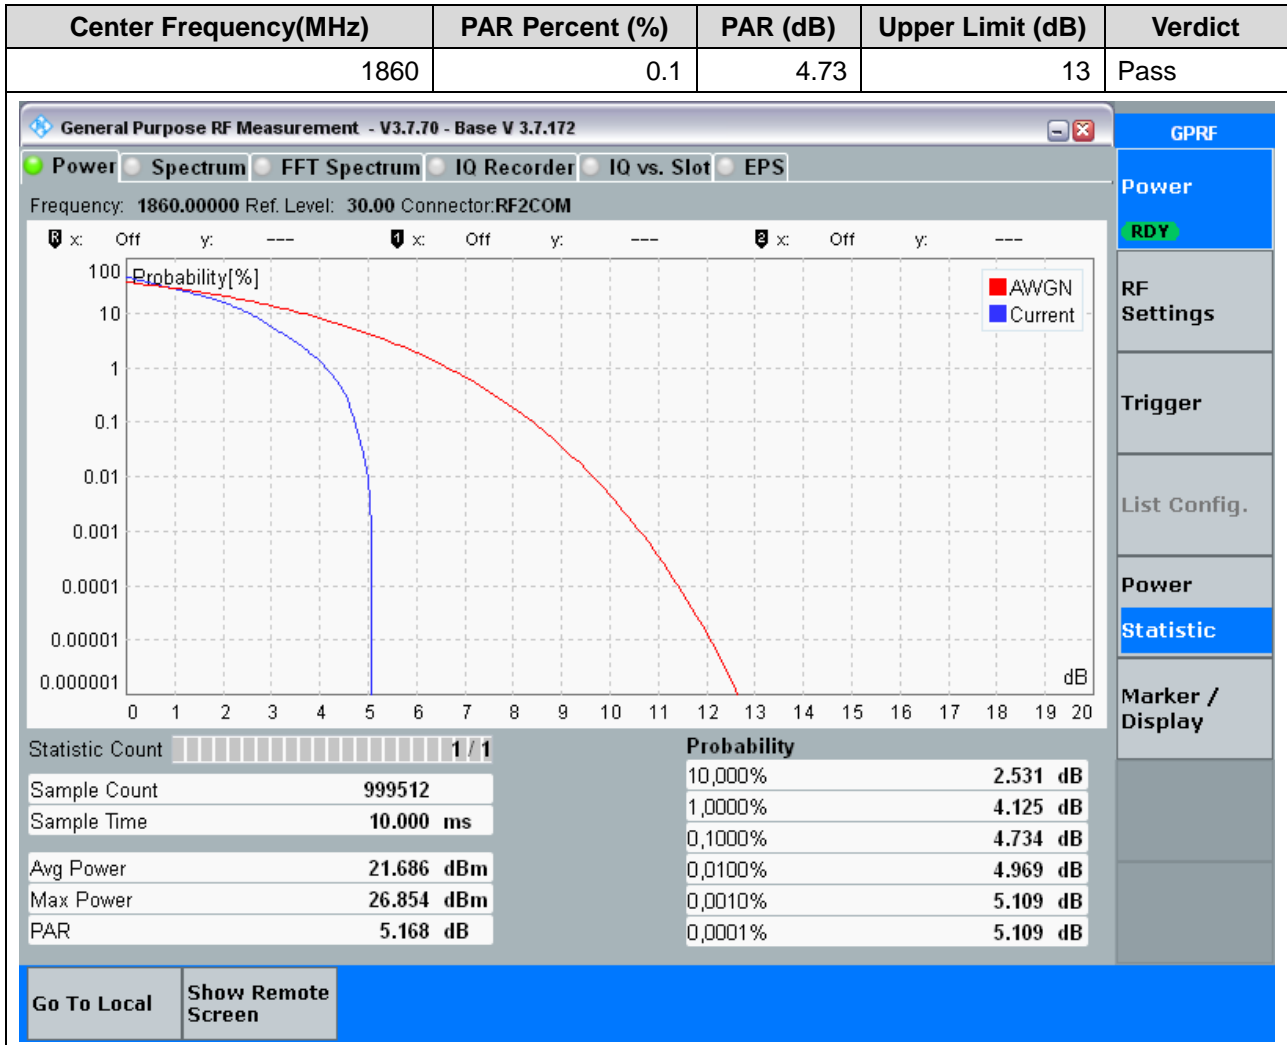 Center Frequency(MHz) PAR Percent (%) PAR (dB) Upper Limit (dB) Verdict
1860 0.1 4.73 13 Pass
General Purpose RF Measurement - V3.7.70 - Base V 3.7.172
GPRF
Power Spectrum FFT Spectrum IQ Recorder IQ vs. Slot EPS
Frequency: 1860.00000 Ref. Level: 30.00 Connector:RF2COM
R x: Off y: --- 1 x: Off y: --- 2 x: Off y: ---
Probability[%]
AWGN
Current
100
10
1
0.1
0.01
0.001
0.0001
0.00001
0.000001
dB
0 1 2 3 4 5 6 7 8 9 10 11 12 13 14 15 16 17 18 19 20
Statistic Count 1 / 1
Sample Count 999512
Sample Time 10.000 ms
Avg Power 21.686 dBm
Max Power 26.854 dBm
PAR 5.168 dB
Probability
10,000% 2.531 dB
1,0000% 4.125 dB
0,1000% 4.734 dB
0,0100% 4.969 dB
0,0010% 5.109 dB
0,0001% 5.109 dB
Power
RDY
RF
Settings
Trigger
List Config.
Power
Statistic
Marker /
Display
Go To Local
Show Remote
Screen